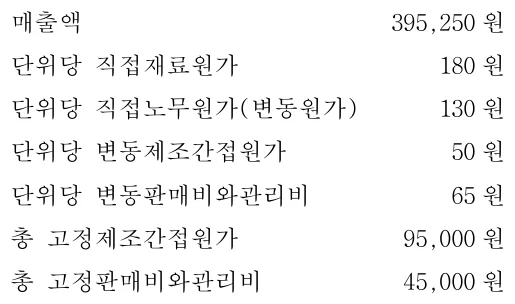 매출액 395,250 원
단위당 직접재료원가 180 원
단위당 직접노무원가(변동원가) 130 원
단위당 변동제조간접원가 50 원
단위당 변동판매비와관리비 65 원
총 고정제조간접원가 95,000 원
총 고정판매비와관리비 45,000 원